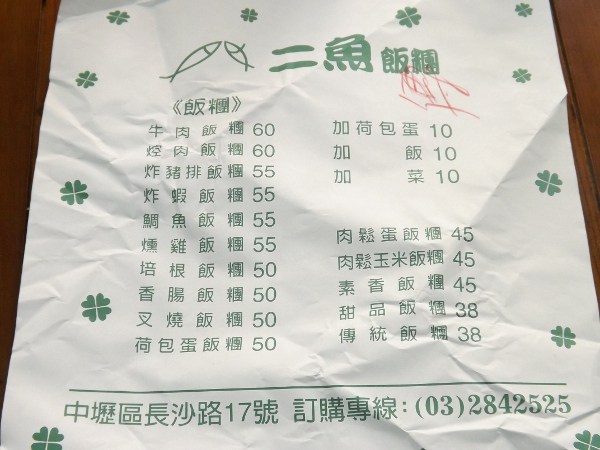 二魚飯糰
《飯糰》
牛肉飯糰 60
焢肉飯糰 60
炸豬排飯糰 55
炸蝦飯糰 55
鯛魚飯糰 55
燻雞飯糰 55
培根飯糰 50
香腸飯糰 50
叉燒飯糰 50
荷包蛋飯糰 50
加荷包蛋 10
加飯 10
加菜 10
肉鬆蛋飯糰 45
肉鬆玉米飯糰 45
素香飯糰 45
甜品飯糰 38
傳統飯糰 38
中壢區長沙路17號 訂購專線:(03)2842525